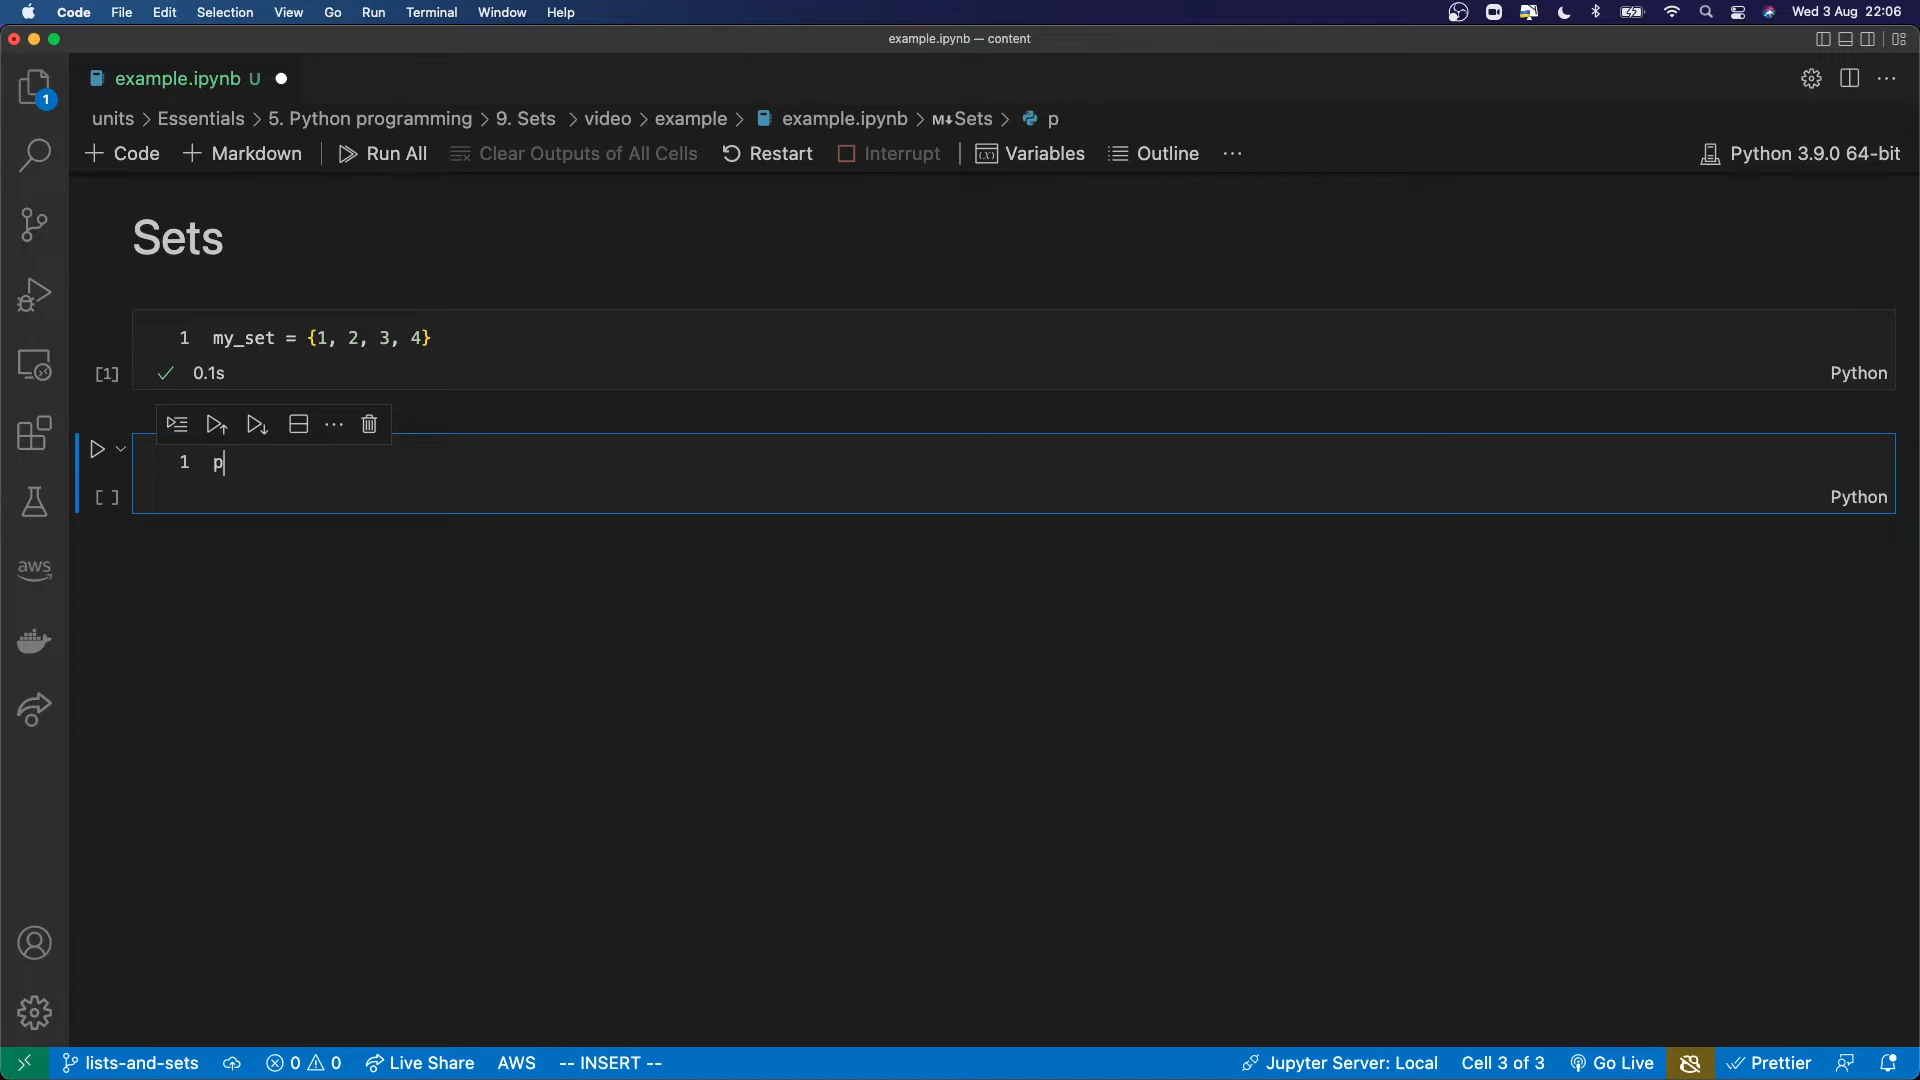 Code File Edit Selection View Go Run Terminal Window Help Wed 3 Aug 22:06
example.ipynb — content
example.ipynb U
1
units > Essentials > 5. Python programming > 9. Sets > video > example > example.ipynb > M↓Sets > p
+ Code + Markdown Run All Clear Outputs of All Cells Restart Interrupt (x) Variables Outline ··· Python 3.9.0 64-bit
Sets
1 my_set = {1, 2, 3, 4}
[1] ✓ 0.1s Python
1 p
[ ] Python
aws
lists-and-sets 0 0 Live Share AWS -- INSERT -- Jupyter Server: Local Cell 3 of 3 Go Live Prettier